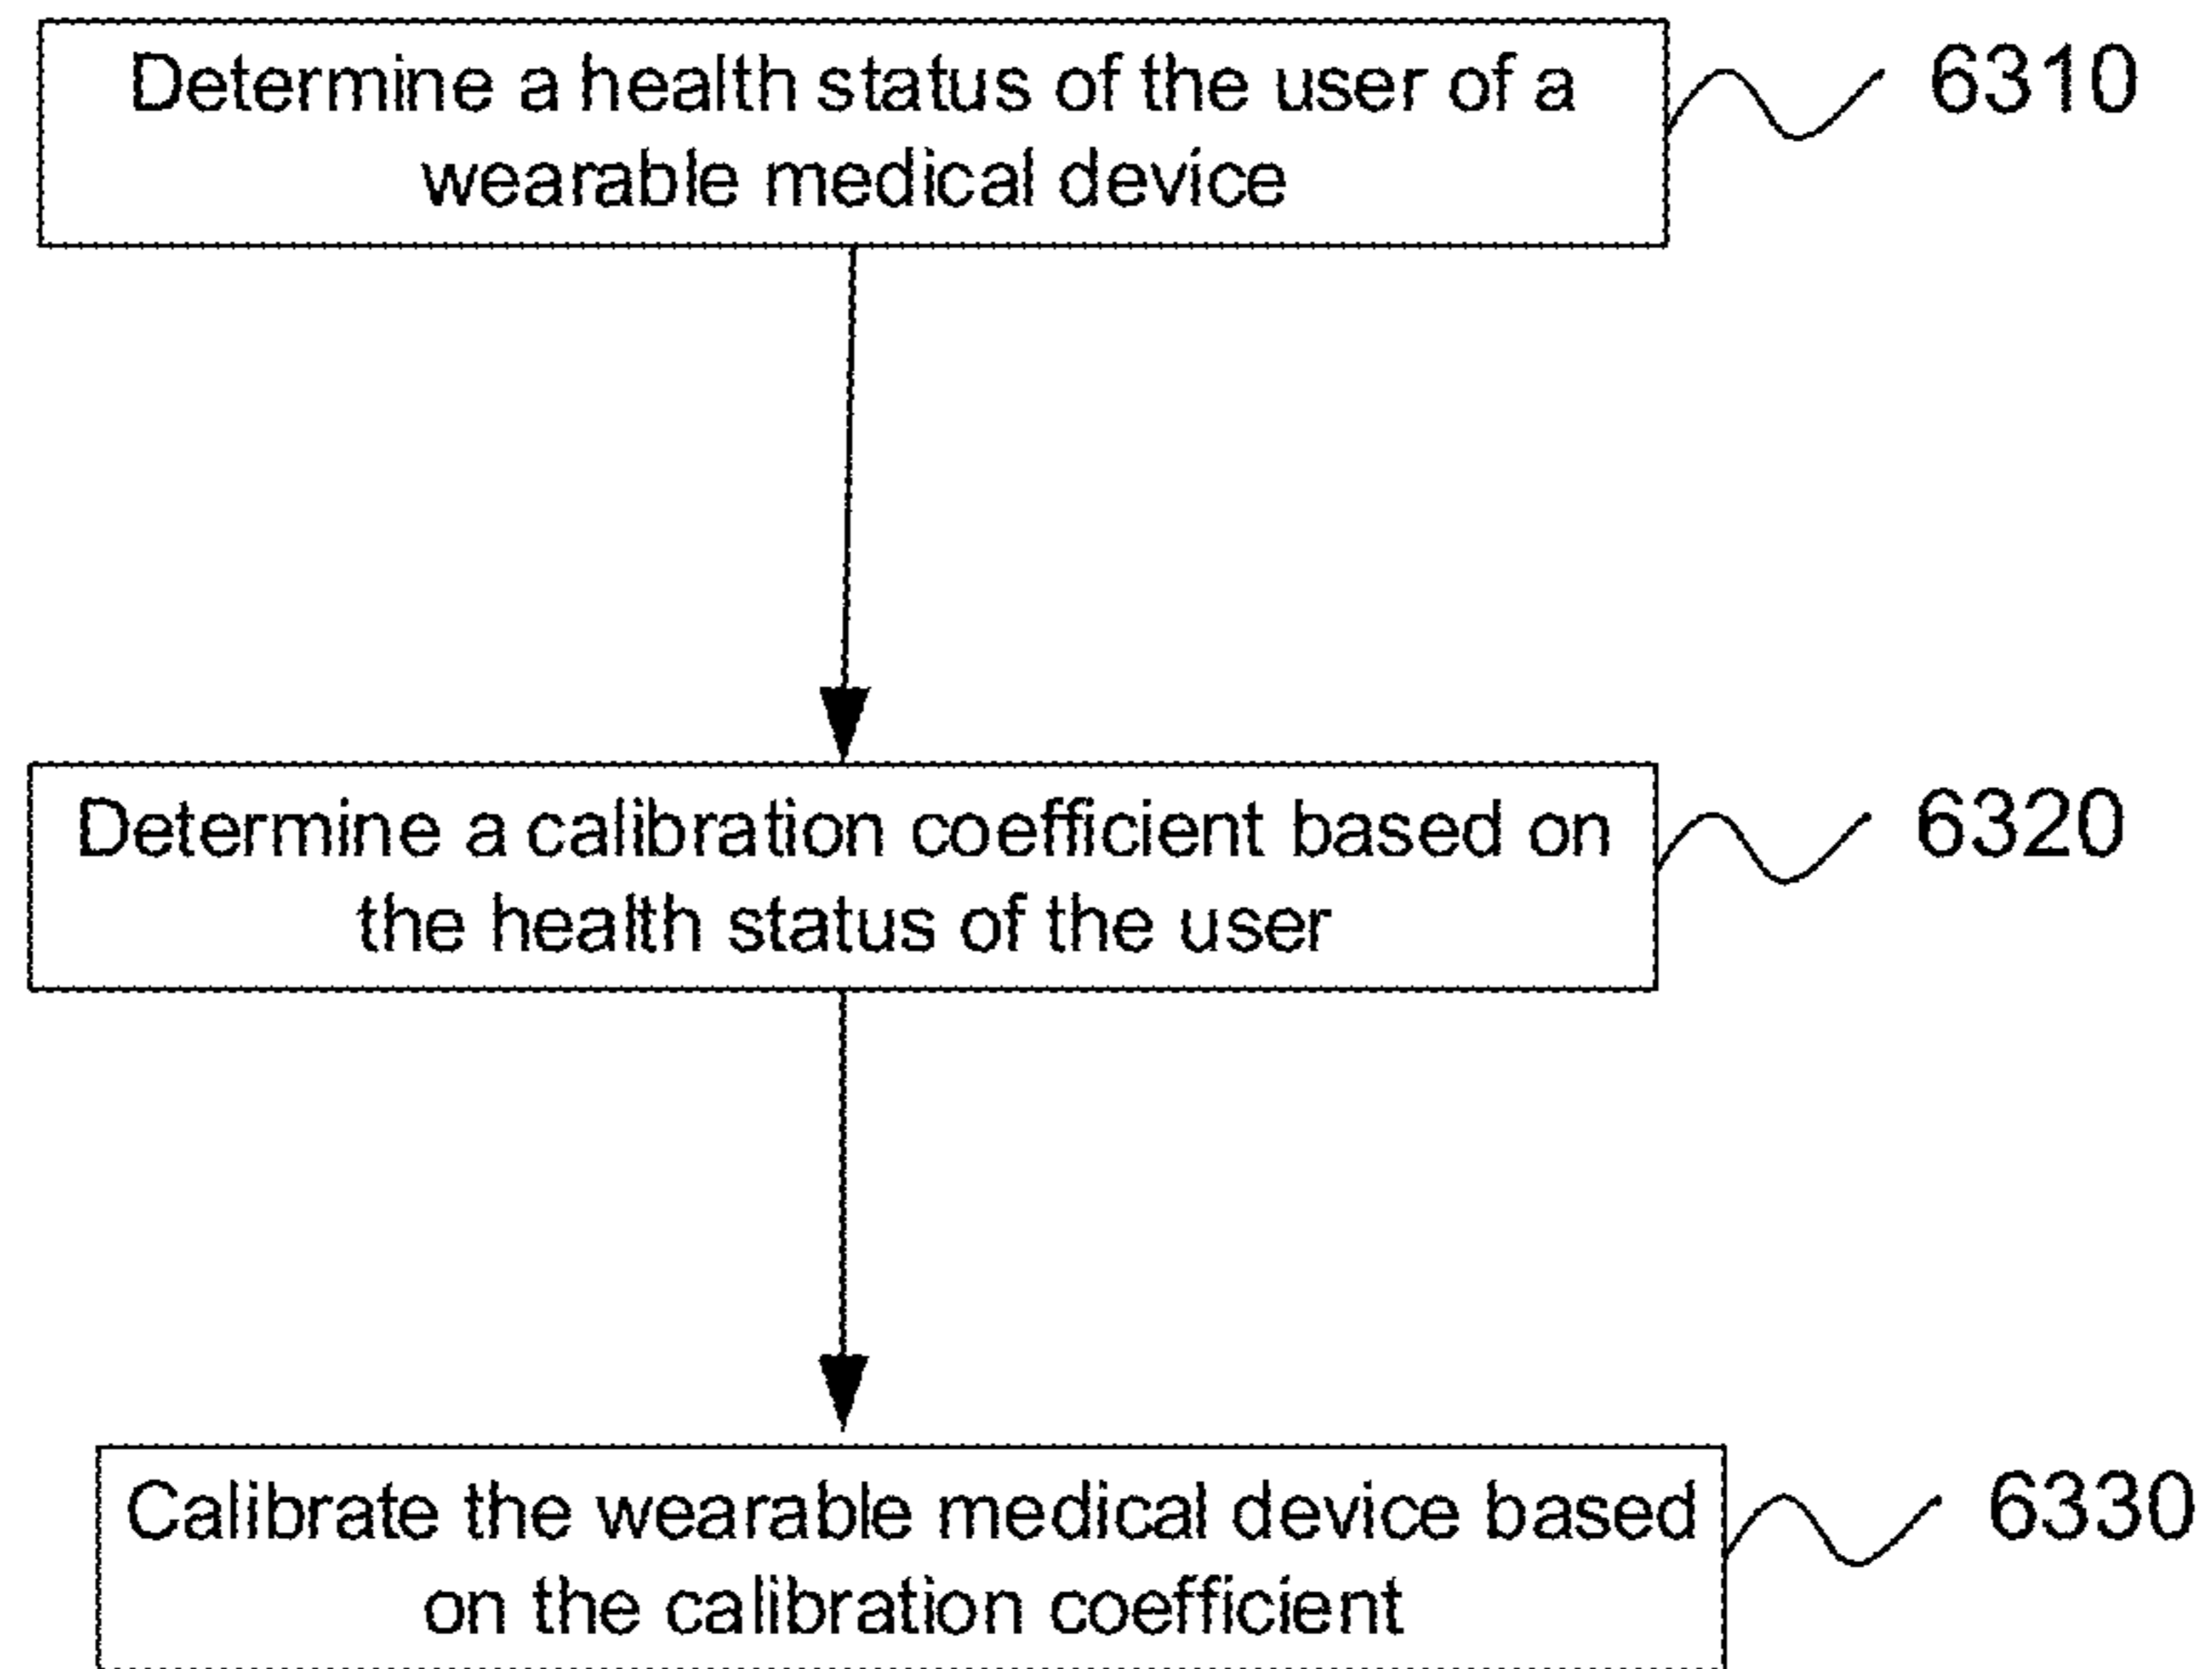 Determine a health status of the user of a
wearable medical device
6310
Determine a calibration coefficient based on
the health status of the user
6320
Calibrate the wearable medical device based
on the calibration coefficient
6330